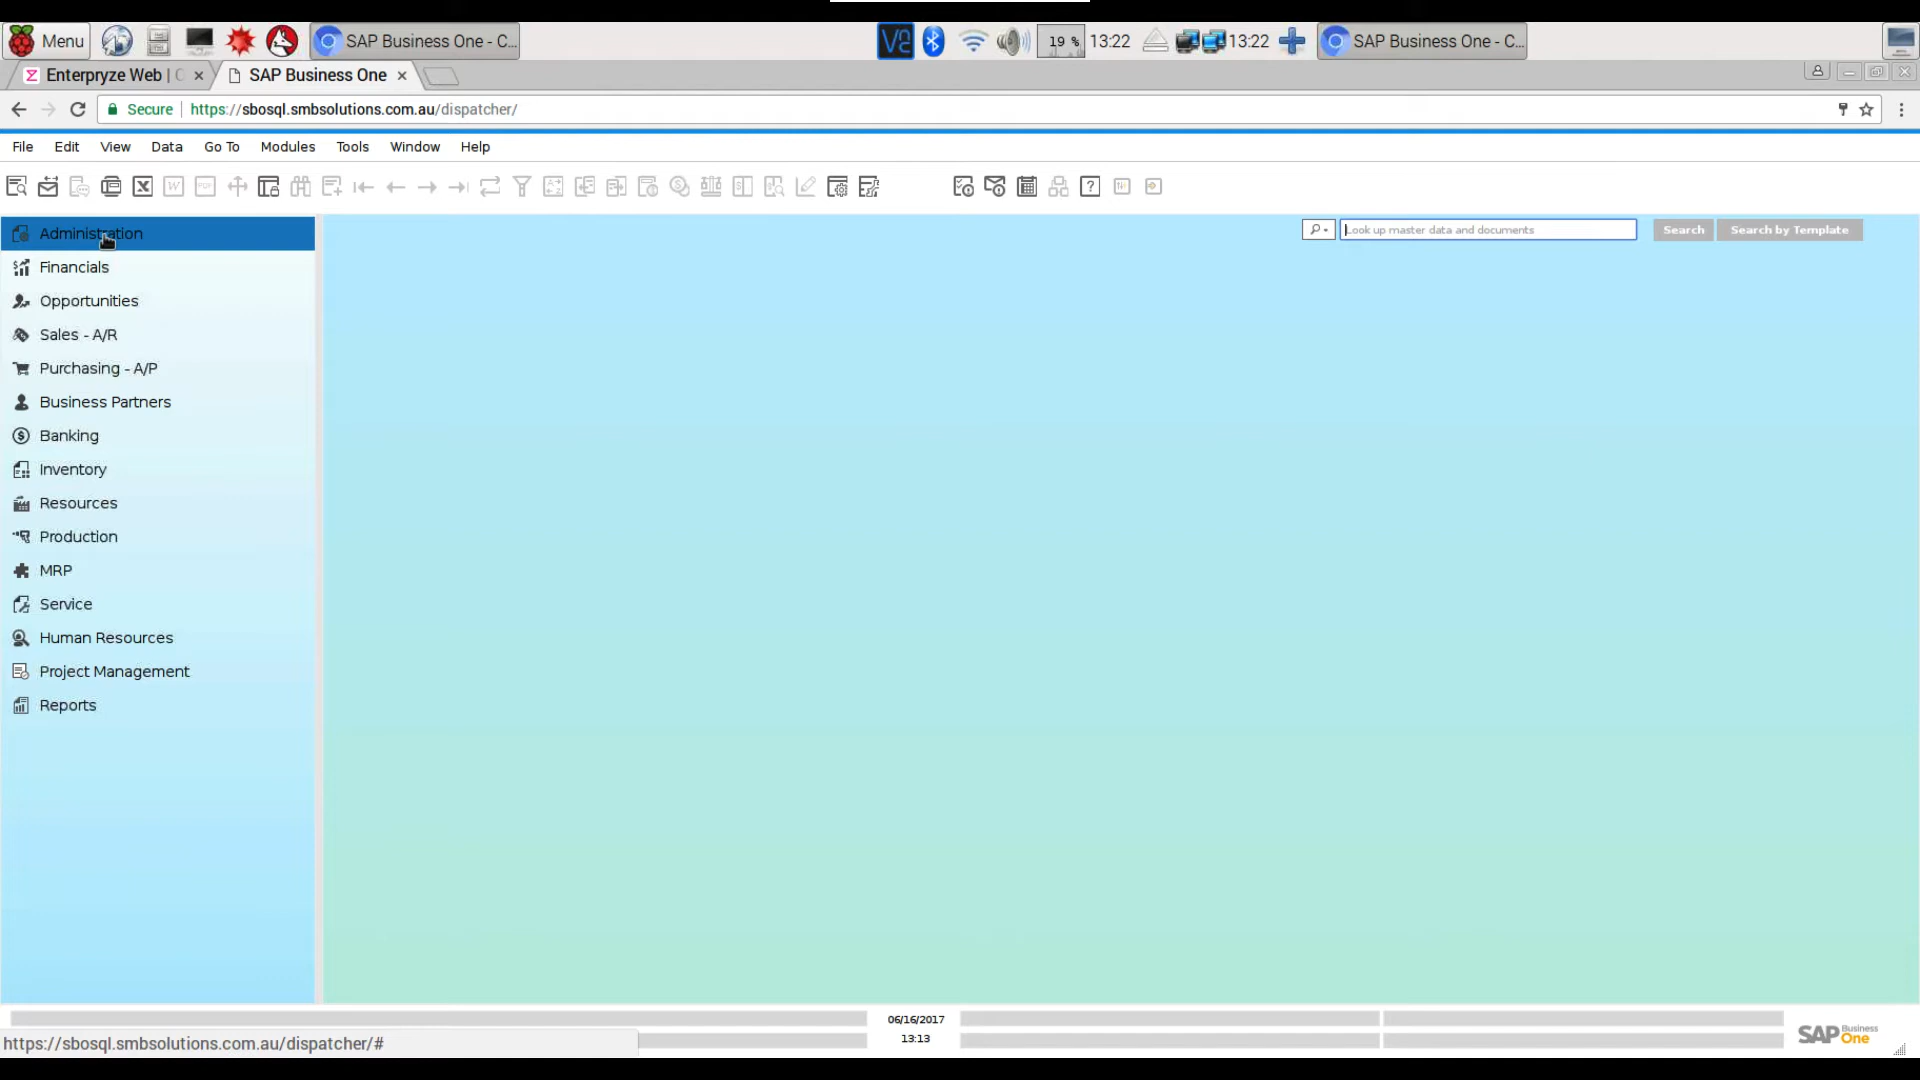 Menu
SAP Business One - C...
19 %
13:22
13:22
SAP Business One - C...
Enterpryze Web |
SAP Business One
Secure
https://sbosql.smbsolutions.com.au/dispatcher/
File
Edit
View
Data
Go To
Modules
Tools
Window
Help
Administration
Look up master data and documents
Search
Search by Template
Financials
Opportunities
Sales - A/R
Purchasing - A/P
Business Partners
Banking
Inventory
Resources
Production
MRP
Service
Human Resources
Project Management
Reports
06/16/2017
13:13
https://sbosql.smbsolutions.com.au/dispatcher/#
SAP Business One